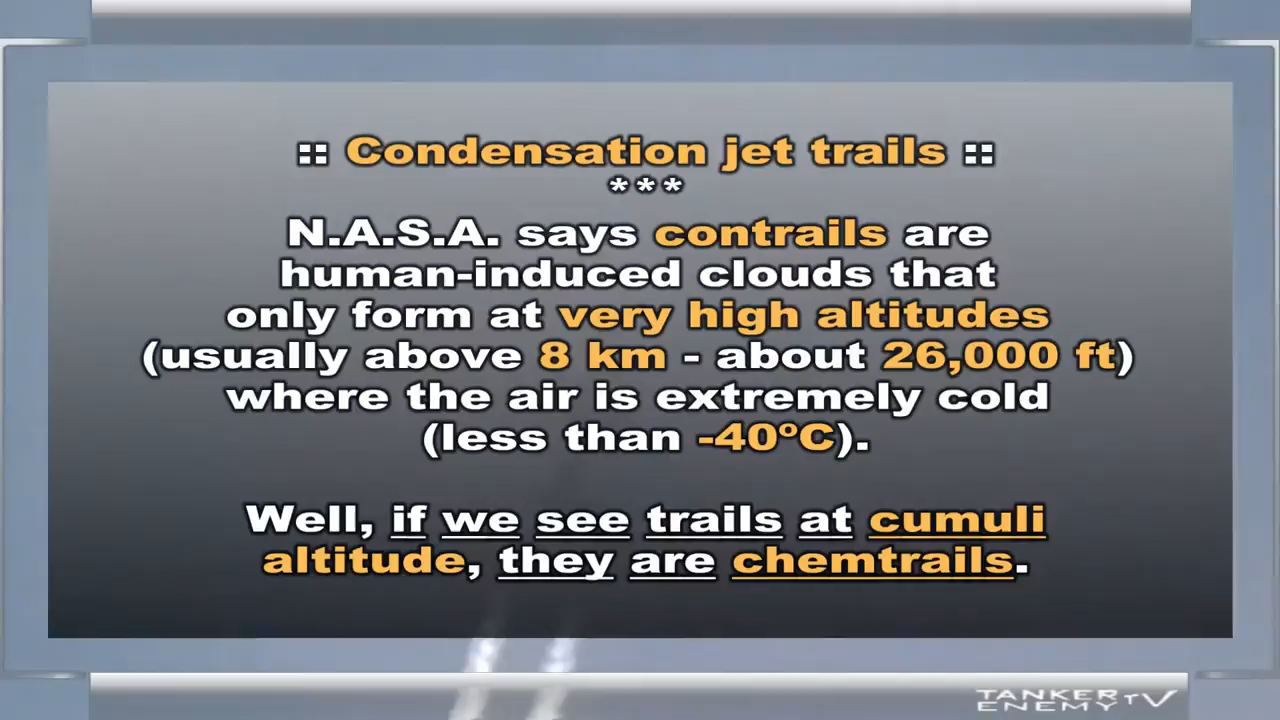 :: Condensation jet trails ::
***
N.A.S.A. says contrails are
human-induced clouds that
only form at very high altitudes
(usually above 8 km - about 26,000 ft)
where the air is extremely cold
(less than -40ºC).
Well, if we see trails at cumuli
altitude, they are chemtrails.
TANKER
ENEMY TV